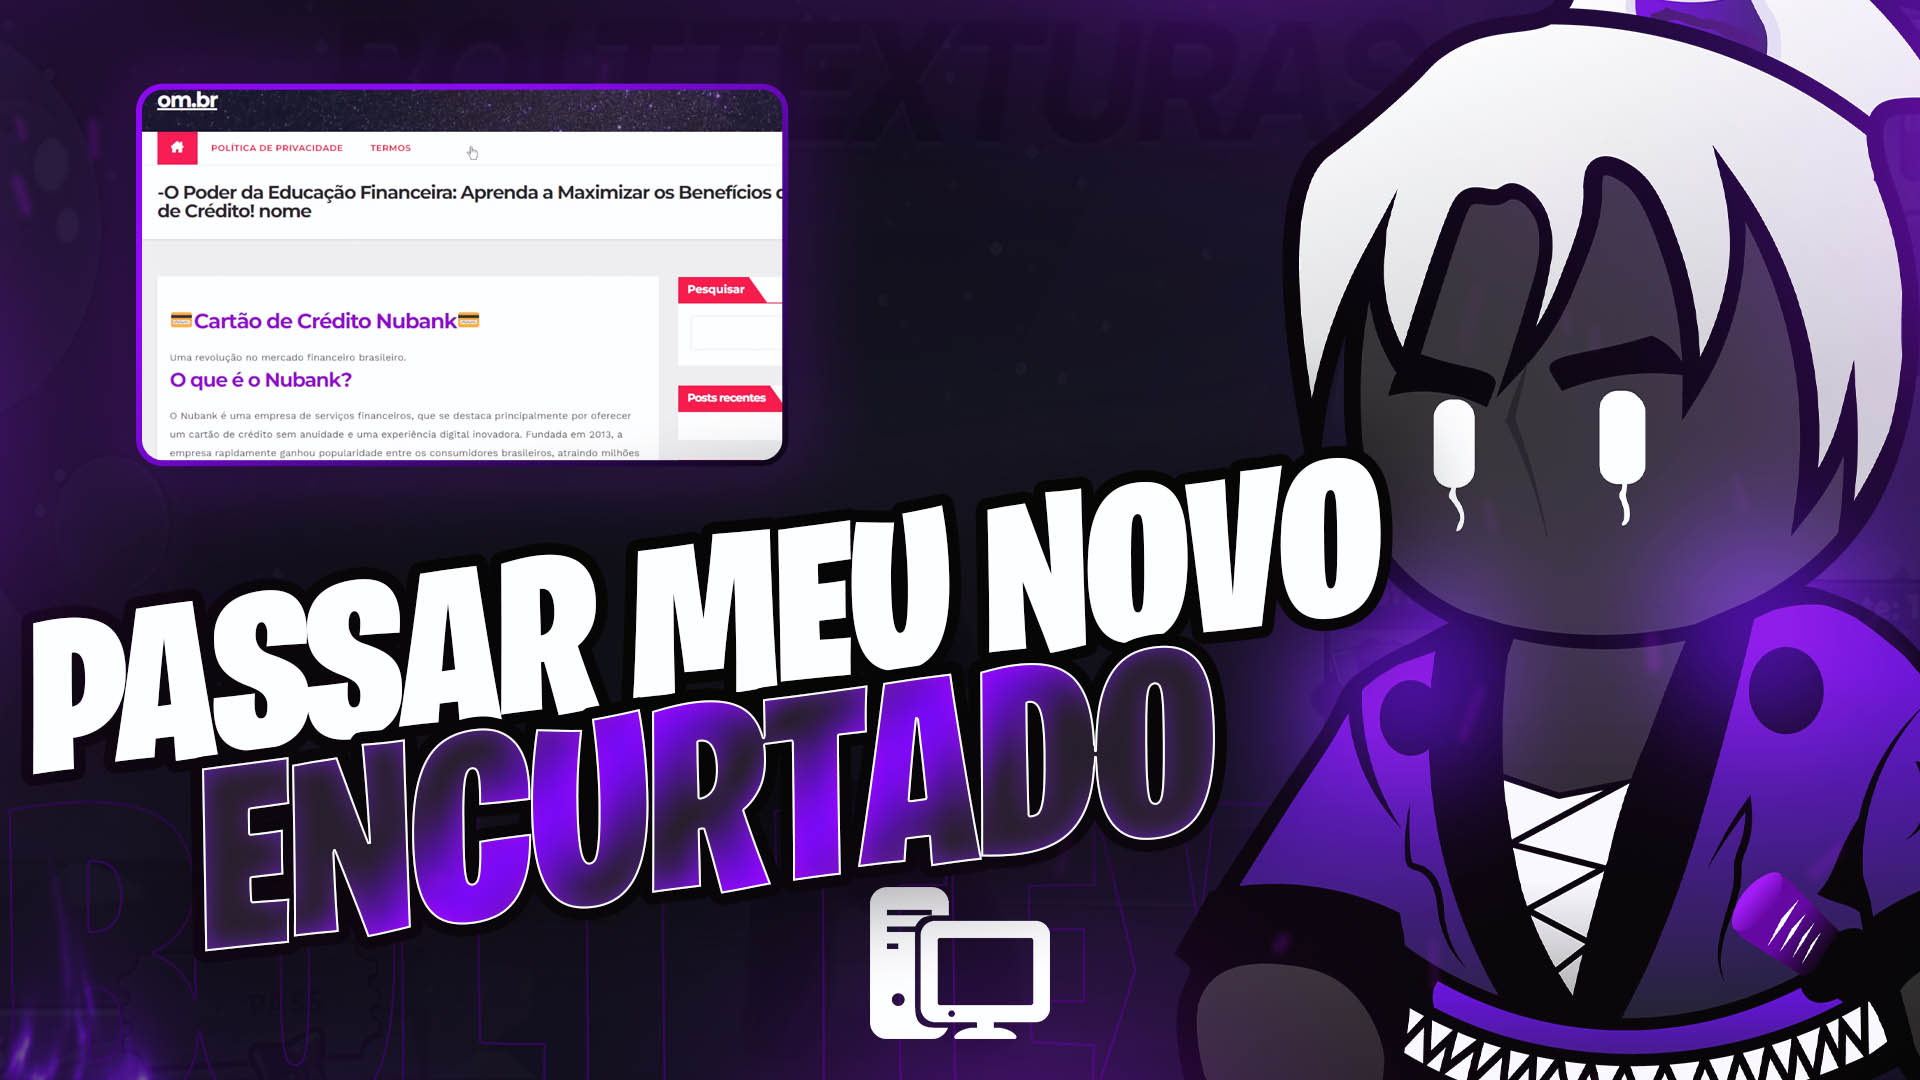 BOLTTEXTURAS
om.br
POLÍTICA DE PRIVACIDADE TERMOS
-O Poder da Educação Financeira: Aprenda a Maximizar os Benefícios
de Crédito! nome
Pesquisar
Cartão de Crédito Nubank
Uma revolução no mercado financeiro brasileiro.
O que é o Nubank?
Posts recentes
O Nubank é uma empresa de serviços financeiros, que se destaca principalmente por oferecer
um cartão de crédito sem anuidade e uma experiência digital inovadora. Fundada em 2013, a
empresa rapidamente ganhou popularidade entre os consumidores brasileiros, atraindo milhões
PASSAR MEU NOVO
ENCURTADO